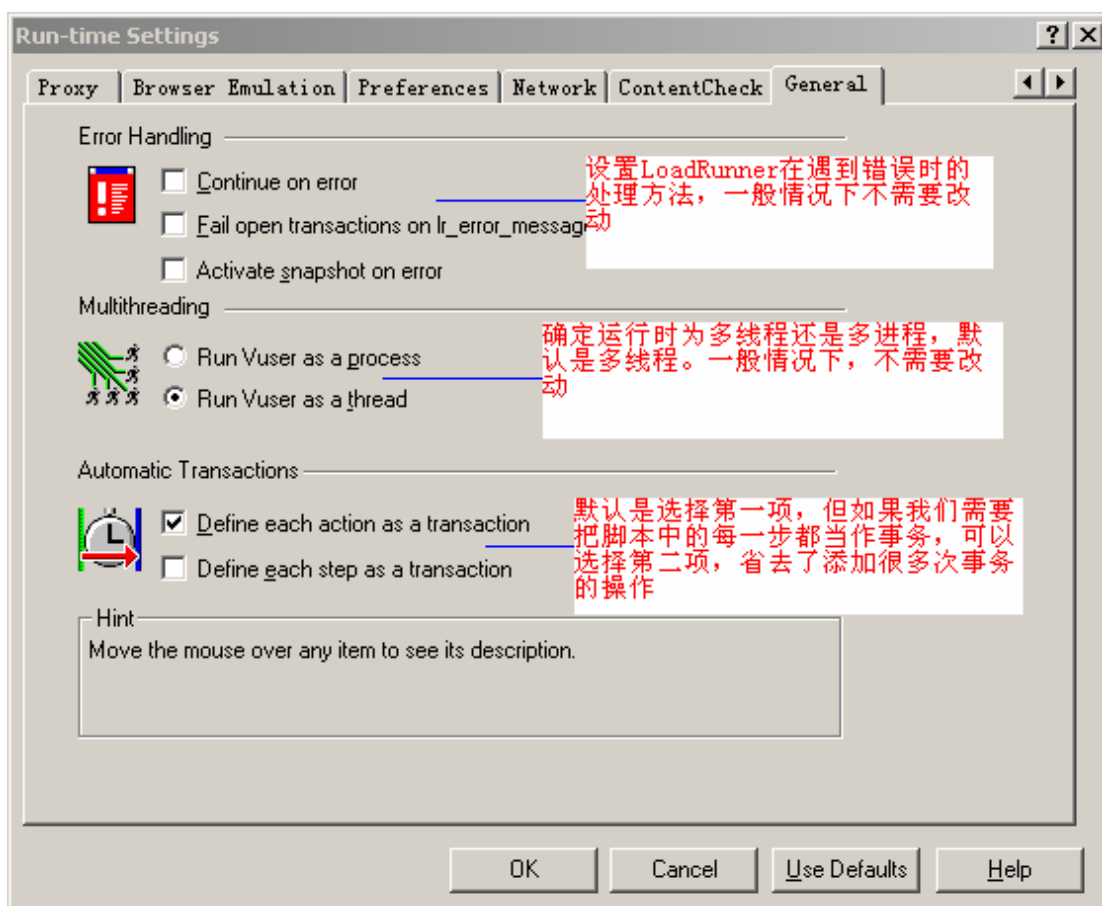 Run-time Settings
Proxy Browser Emulation Preferences Network ContentCheck General
Error Handling
Continue on error
Fail open transactions on lr_error_messag
Activate snapshot on error
设置LoadRunner在遇到错误时的
处理方法，一般情况下不需要改
动
Multithreading
Run Vuser as a process
Run Vuser as a thread
确定运行时为多线程还是多进程，默
认是多线程。一般情况下，不需要改
动
Automatic Transactions
Define each action as a transaction
Define each step as a transaction
默认是选择第一项，但如果我们需要
把脚本中的每一步都当作事务，可以
选择第二项，省去了添加很多次事务
的操作
Hint
Move the mouse over any item to see its description.
OK Cancel Use Defaults Help